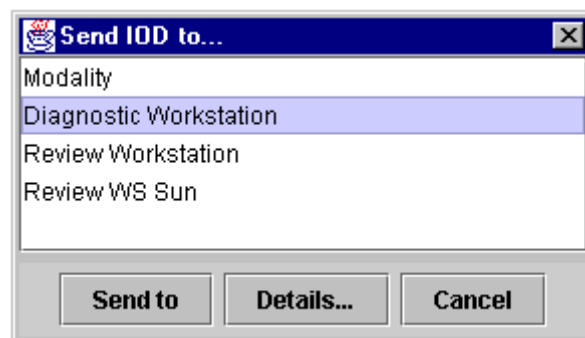 Send IOD to...
Modality
Diagnostic Workstation
Review Workstation
Review WS Sun
Send to Details... Cancel